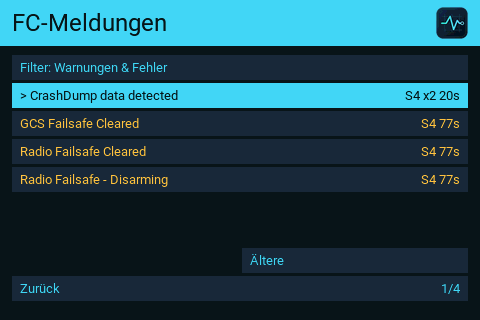 FC-Meldungen
Filter: Warnungen & Fehler
> CrashDump data detected S4 x2 20s
GCS Failsafe Cleared S4 77s
Radio Failsafe Cleared S4 77s
Radio Failsafe - Disarming S4 77s
Ältere
Zurück 1/4